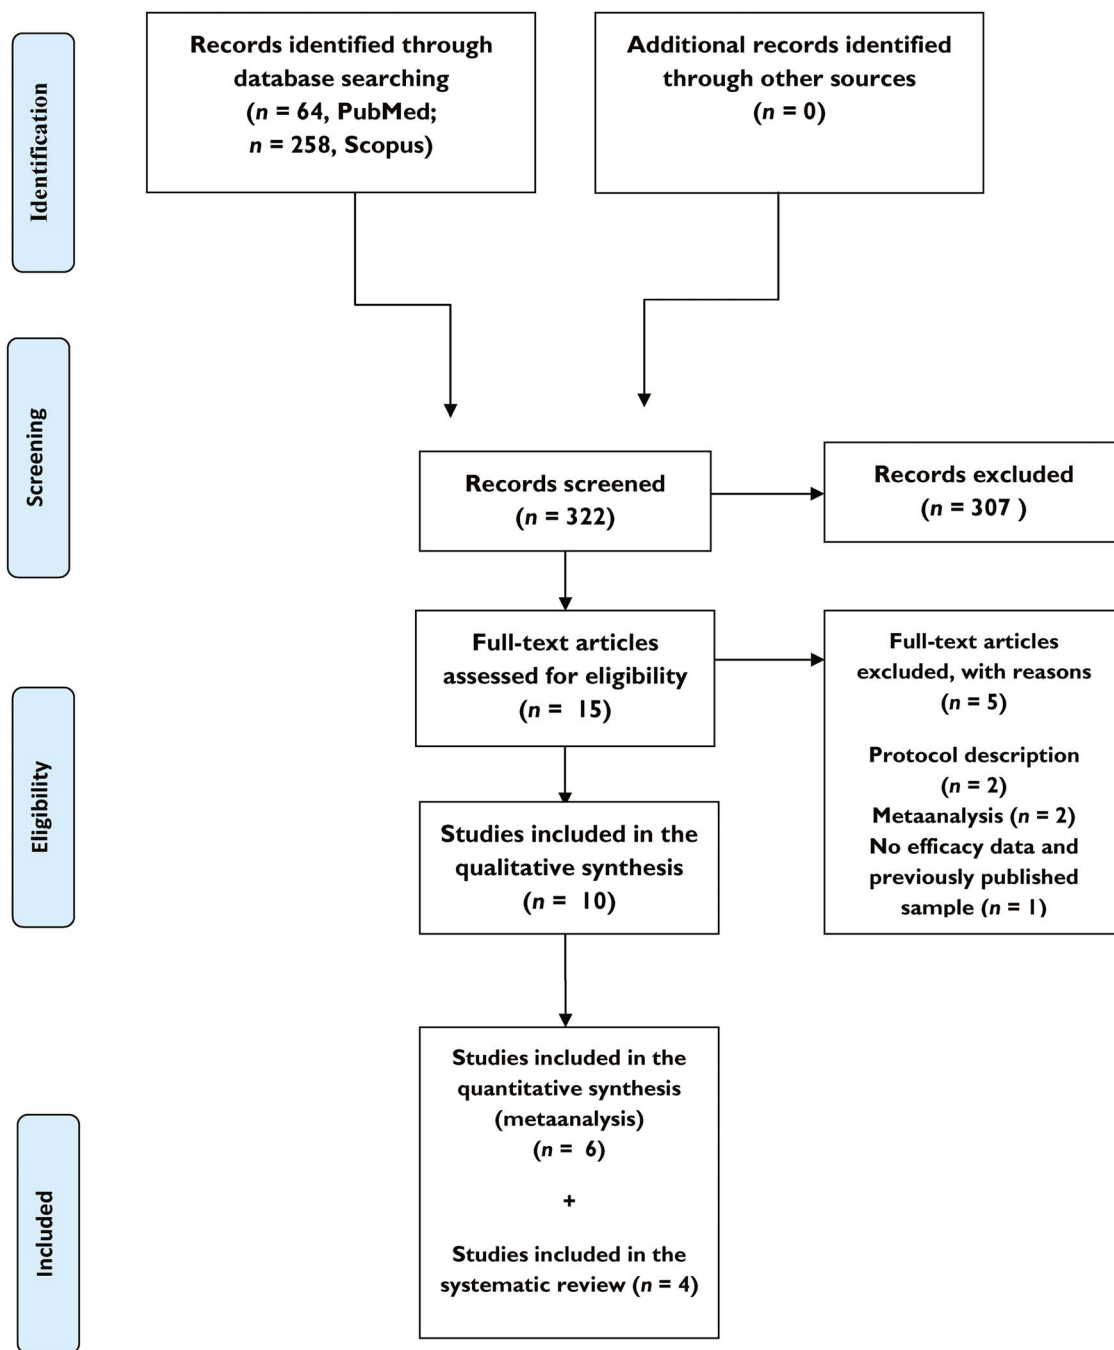 Identification
Records identified through
database searching
(n = 64, PubMed;
n = 258, Scopus)
Additional records identified
through other sources
(n = 0)
Screening
Records screened
(n = 322)
Records excluded
(n = 307 )
Eligibility
Full-text articles
assessed for eligibility
(n = 15)
Full-text articles
excluded, with reasons
(n = 5)
Protocol description
(n = 2)
Metaanalysis (n = 2)
No efficacy data and
previously published
sample (n = 1)
Studies included in the
qualitative synthesis
(n = 10)
Included
Studies included in the
quantitative synthesis
(metaanalysis)
(n = 6)
+
Studies included in the
systematic review (n = 4)